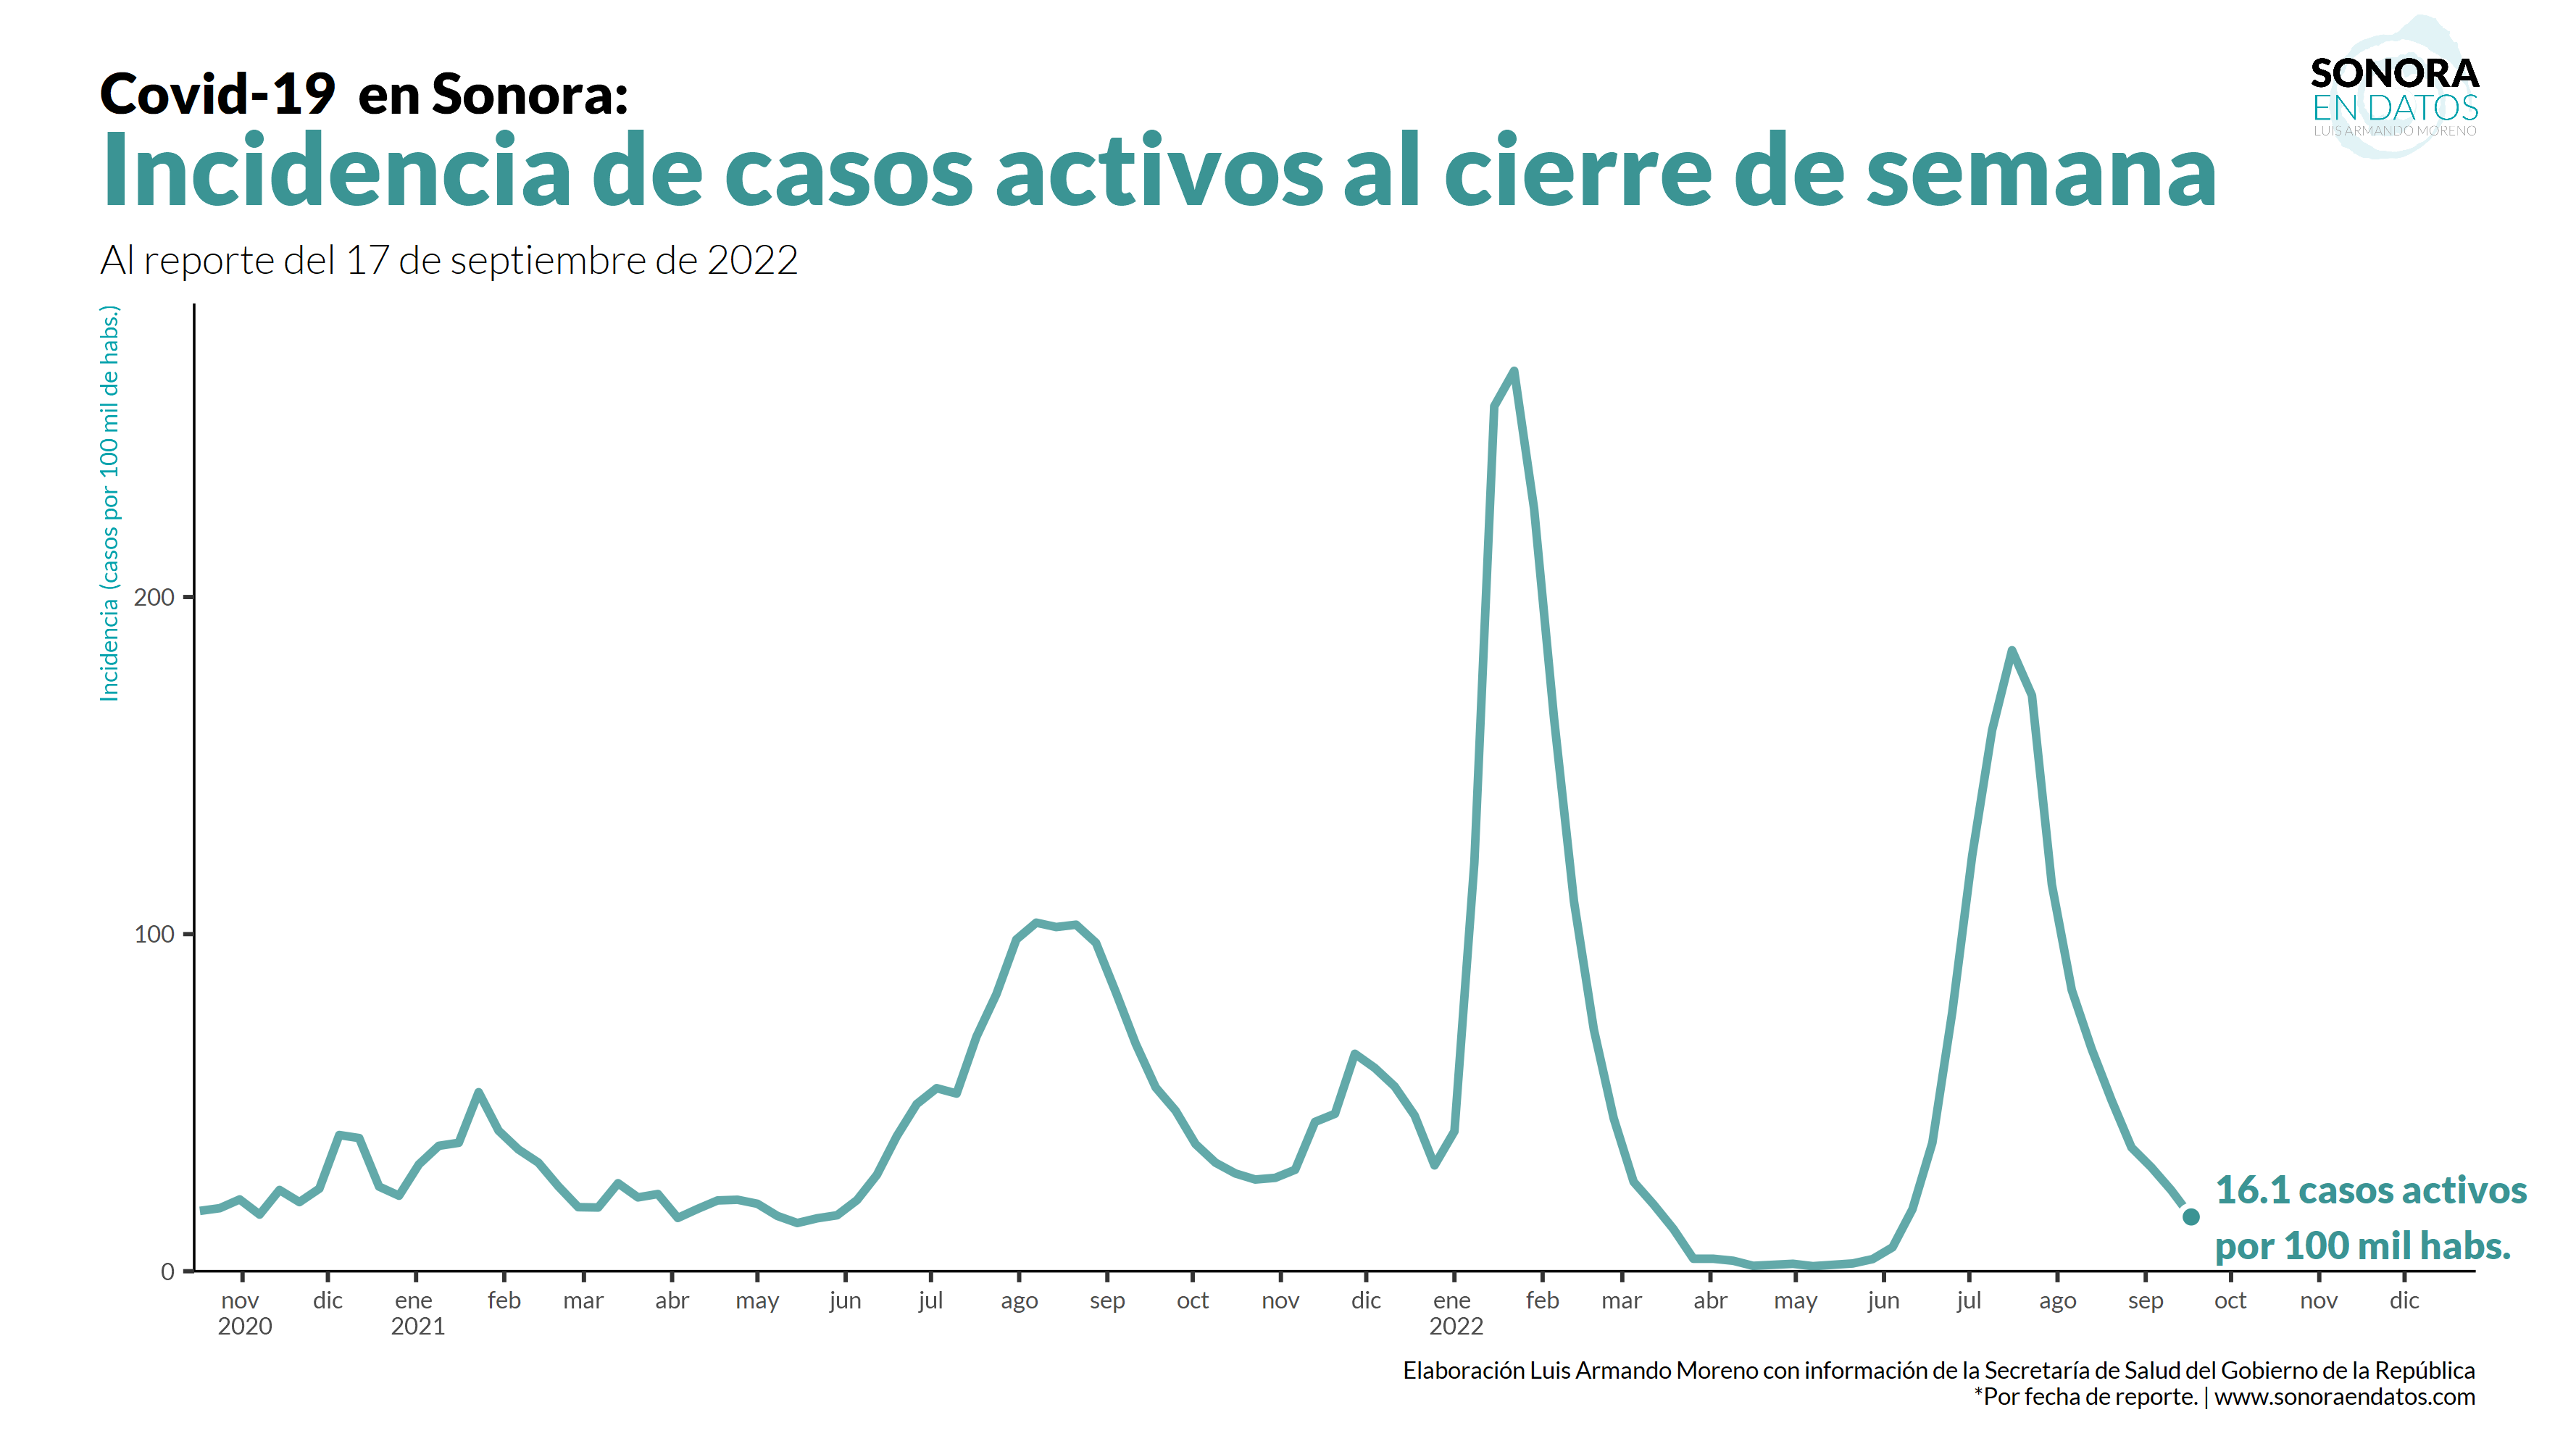 Covid-19 en Sonora:
SONORA
EN DATOS
LUIS ARMANDO MORENO
Incidencia de casos activos al cierre de semana
Al reporte del 17 de septiembre de 2022
Incidencia (casos por 100 mil de habs.)
200
100
0
16.1 casos activos
por 100 mil habs.
nov dic ene feb mar abr may jun jul ago sep oct nov dic ene feb mar abr may jun jul ago sep oct nov dic
2020 2021 2022
Elaboración Luis Armando Moreno con información de la Secretaría de Salud del Gobierno de la República
*Por fecha de reporte. | www.sonoraendatos.com